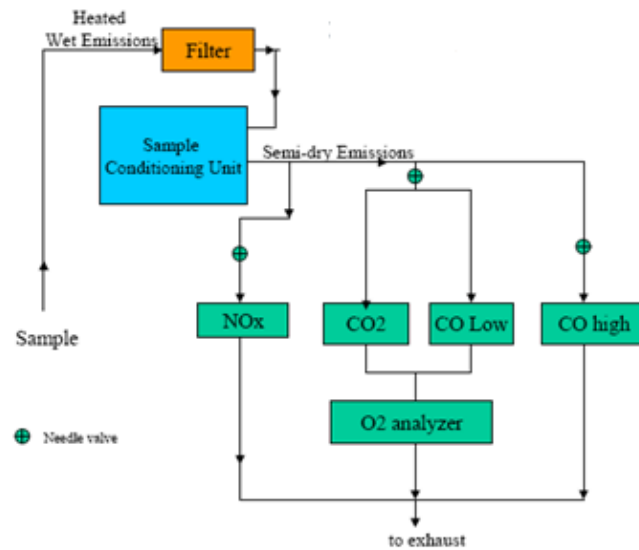 Heated
Wet Emissions
Filter
Sample
Conditioning Unit
Semi-dry Emissions
NOx
CO2
CO Low
CO high
Sample
O2 analyzer
Needle valve
to exhaust